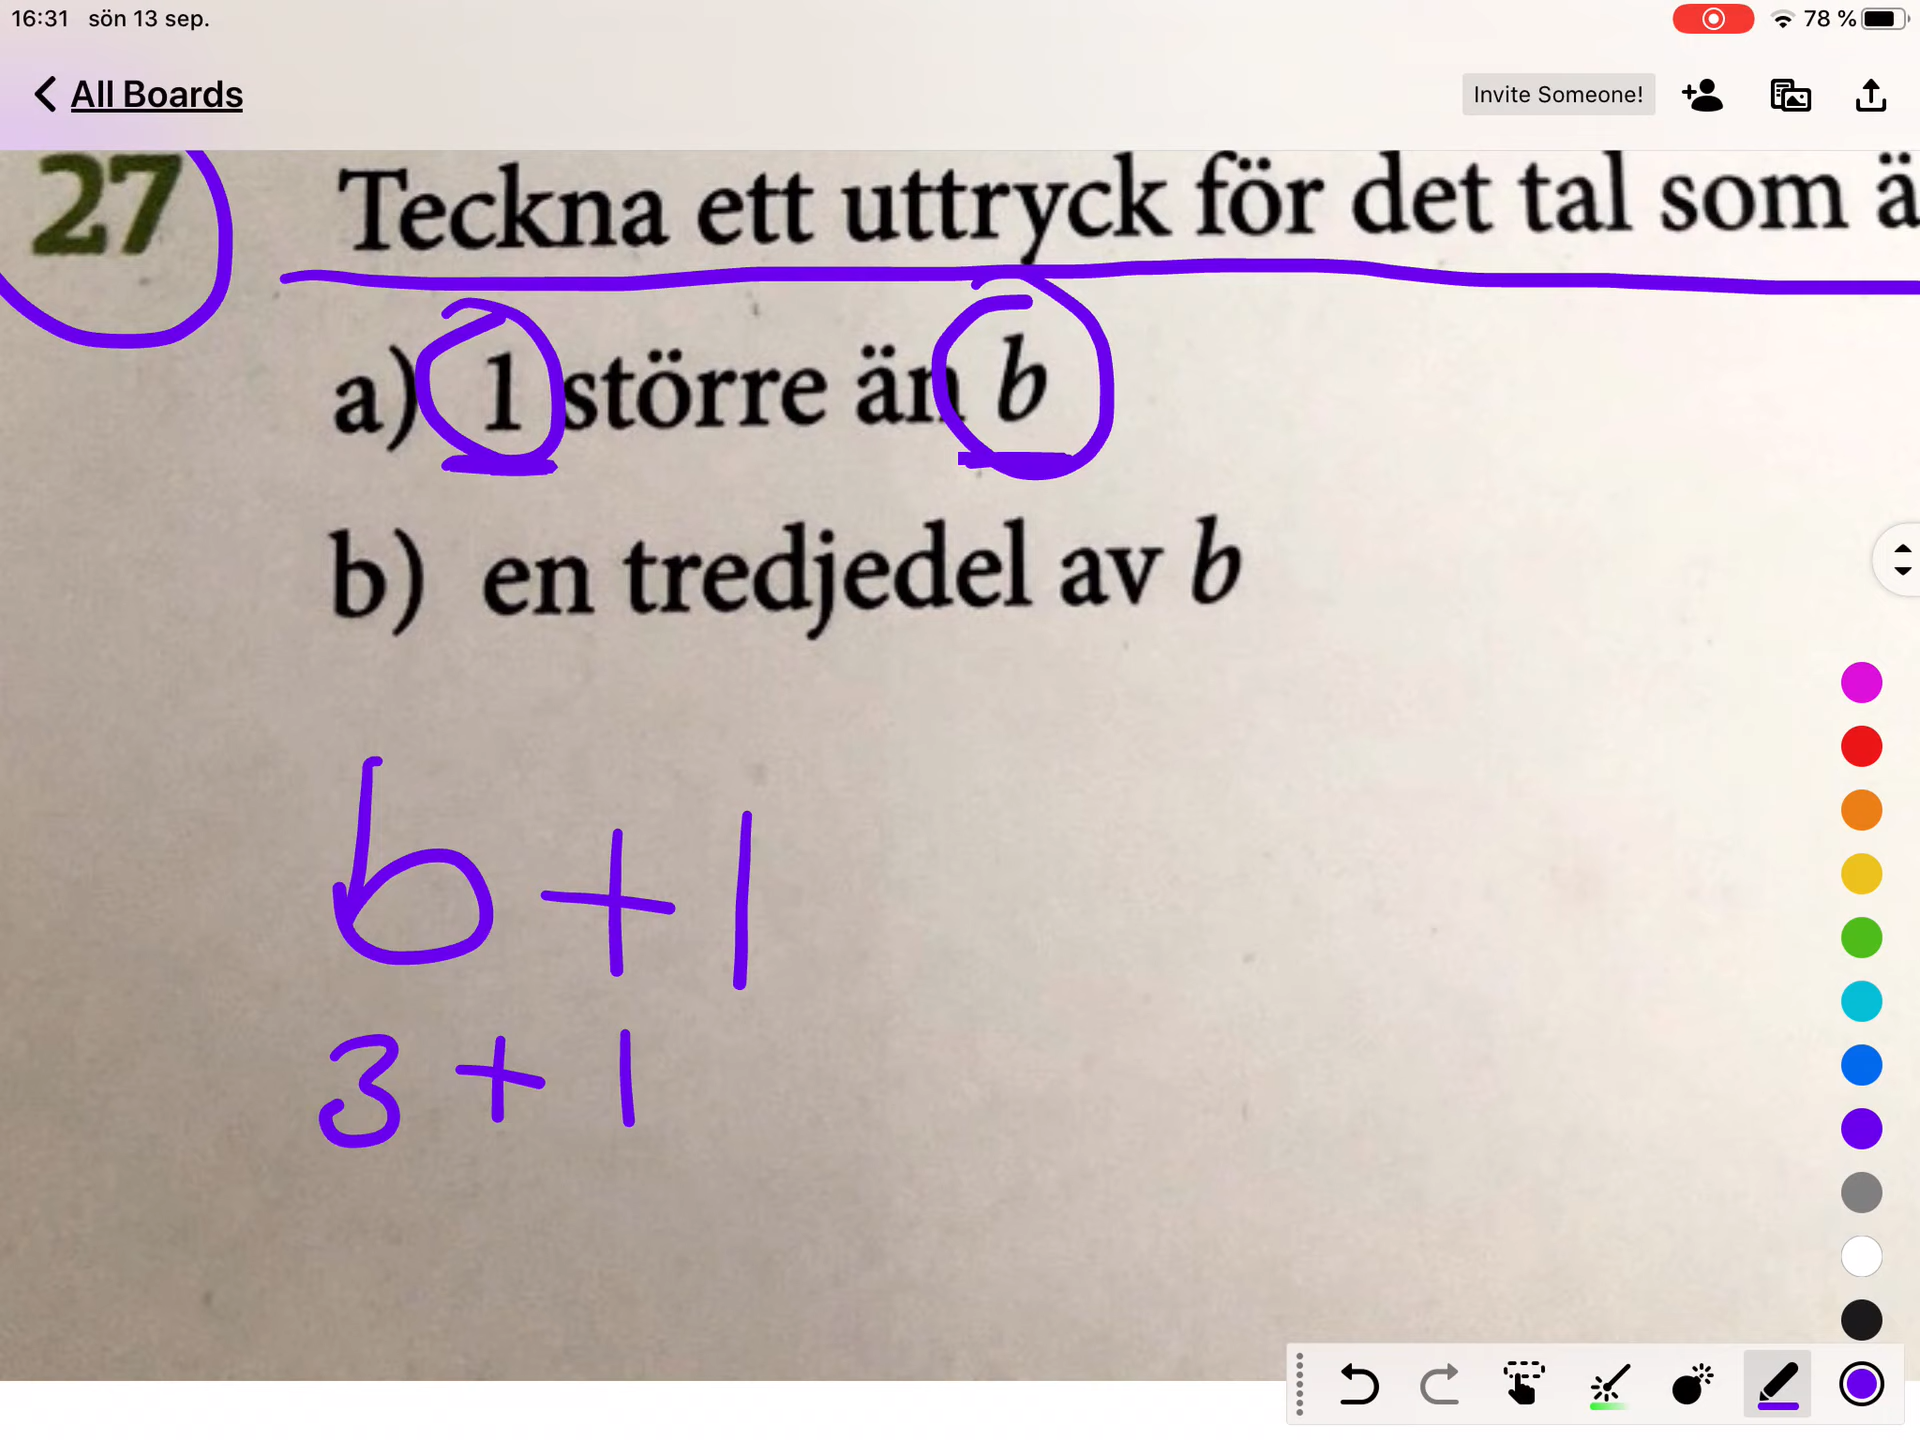 16:31 sön 13 sep.
78 %
All Boards
Invite Someone!
27 Teckna ett uttryck för det tal som ä
a) 1 större än b
b) en tredjedel av b
b + 1
3 + 1